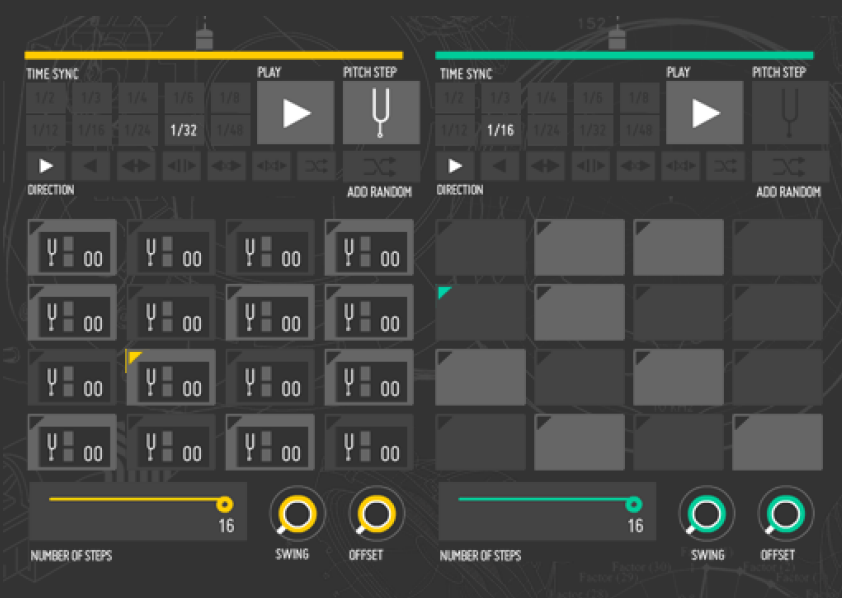 152
TIME SYNC PLAY PITCH STEP TIME SYNC PLAY PITCH STEP
1/2 1/3 1/4 1/6 1/8 1/2 1/3 1/4 1/6 1/8
1/12 1/16 1/24 1/32 1/48 1/12 1/16 1/24 1/32 1/48
DIRECTION ADD RANDOM DIRECTION ADD RANDOM
00 00 00 00
00 00 00 00
00 00 00 00
00 00 00 00
16 16
NUMBER OF STEPS SWING OFFSET NUMBER OF STEPS SWING OFFSET
Factor (30)
Factor (29)